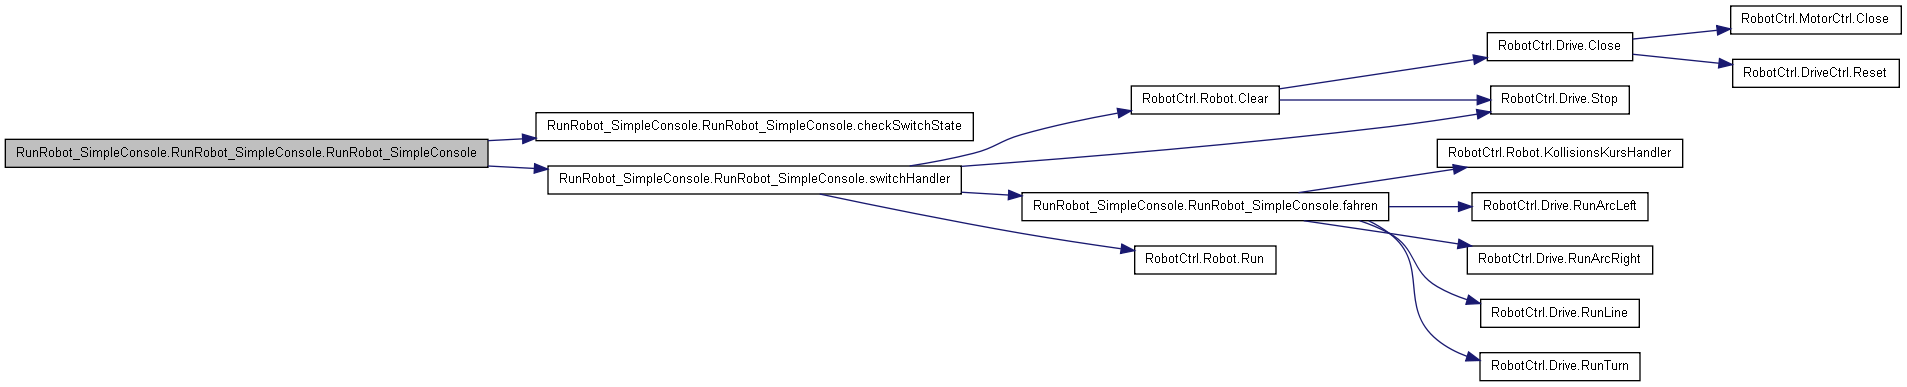 RunRobot_SimpleConsole.RunRobot_SimpleConsole.RunRobot_SimpleConsole
RunRobot_SimpleConsole.RunRobot_SimpleConsole.checkSwitchState
RunRobot_SimpleConsole.RunRobot_SimpleConsole.switchHandler
RobotCtrl.Robot.Clear
RunRobot_SimpleConsole.RunRobot_SimpleConsole.fahren
RobotCtrl.Robot.Run
RobotCtrl.Drive.Close
RobotCtrl.Drive.Stop
RobotCtrl.Robot.KollisionsKursHandler
RobotCtrl.Drive.RunArcLeft
RobotCtrl.Drive.RunArcRight
RobotCtrl.Drive.RunLine
RobotCtrl.Drive.RunTurn
RobotCtrl.MotorCtrl.Close
RobotCtrl.DriveCtrl.Reset